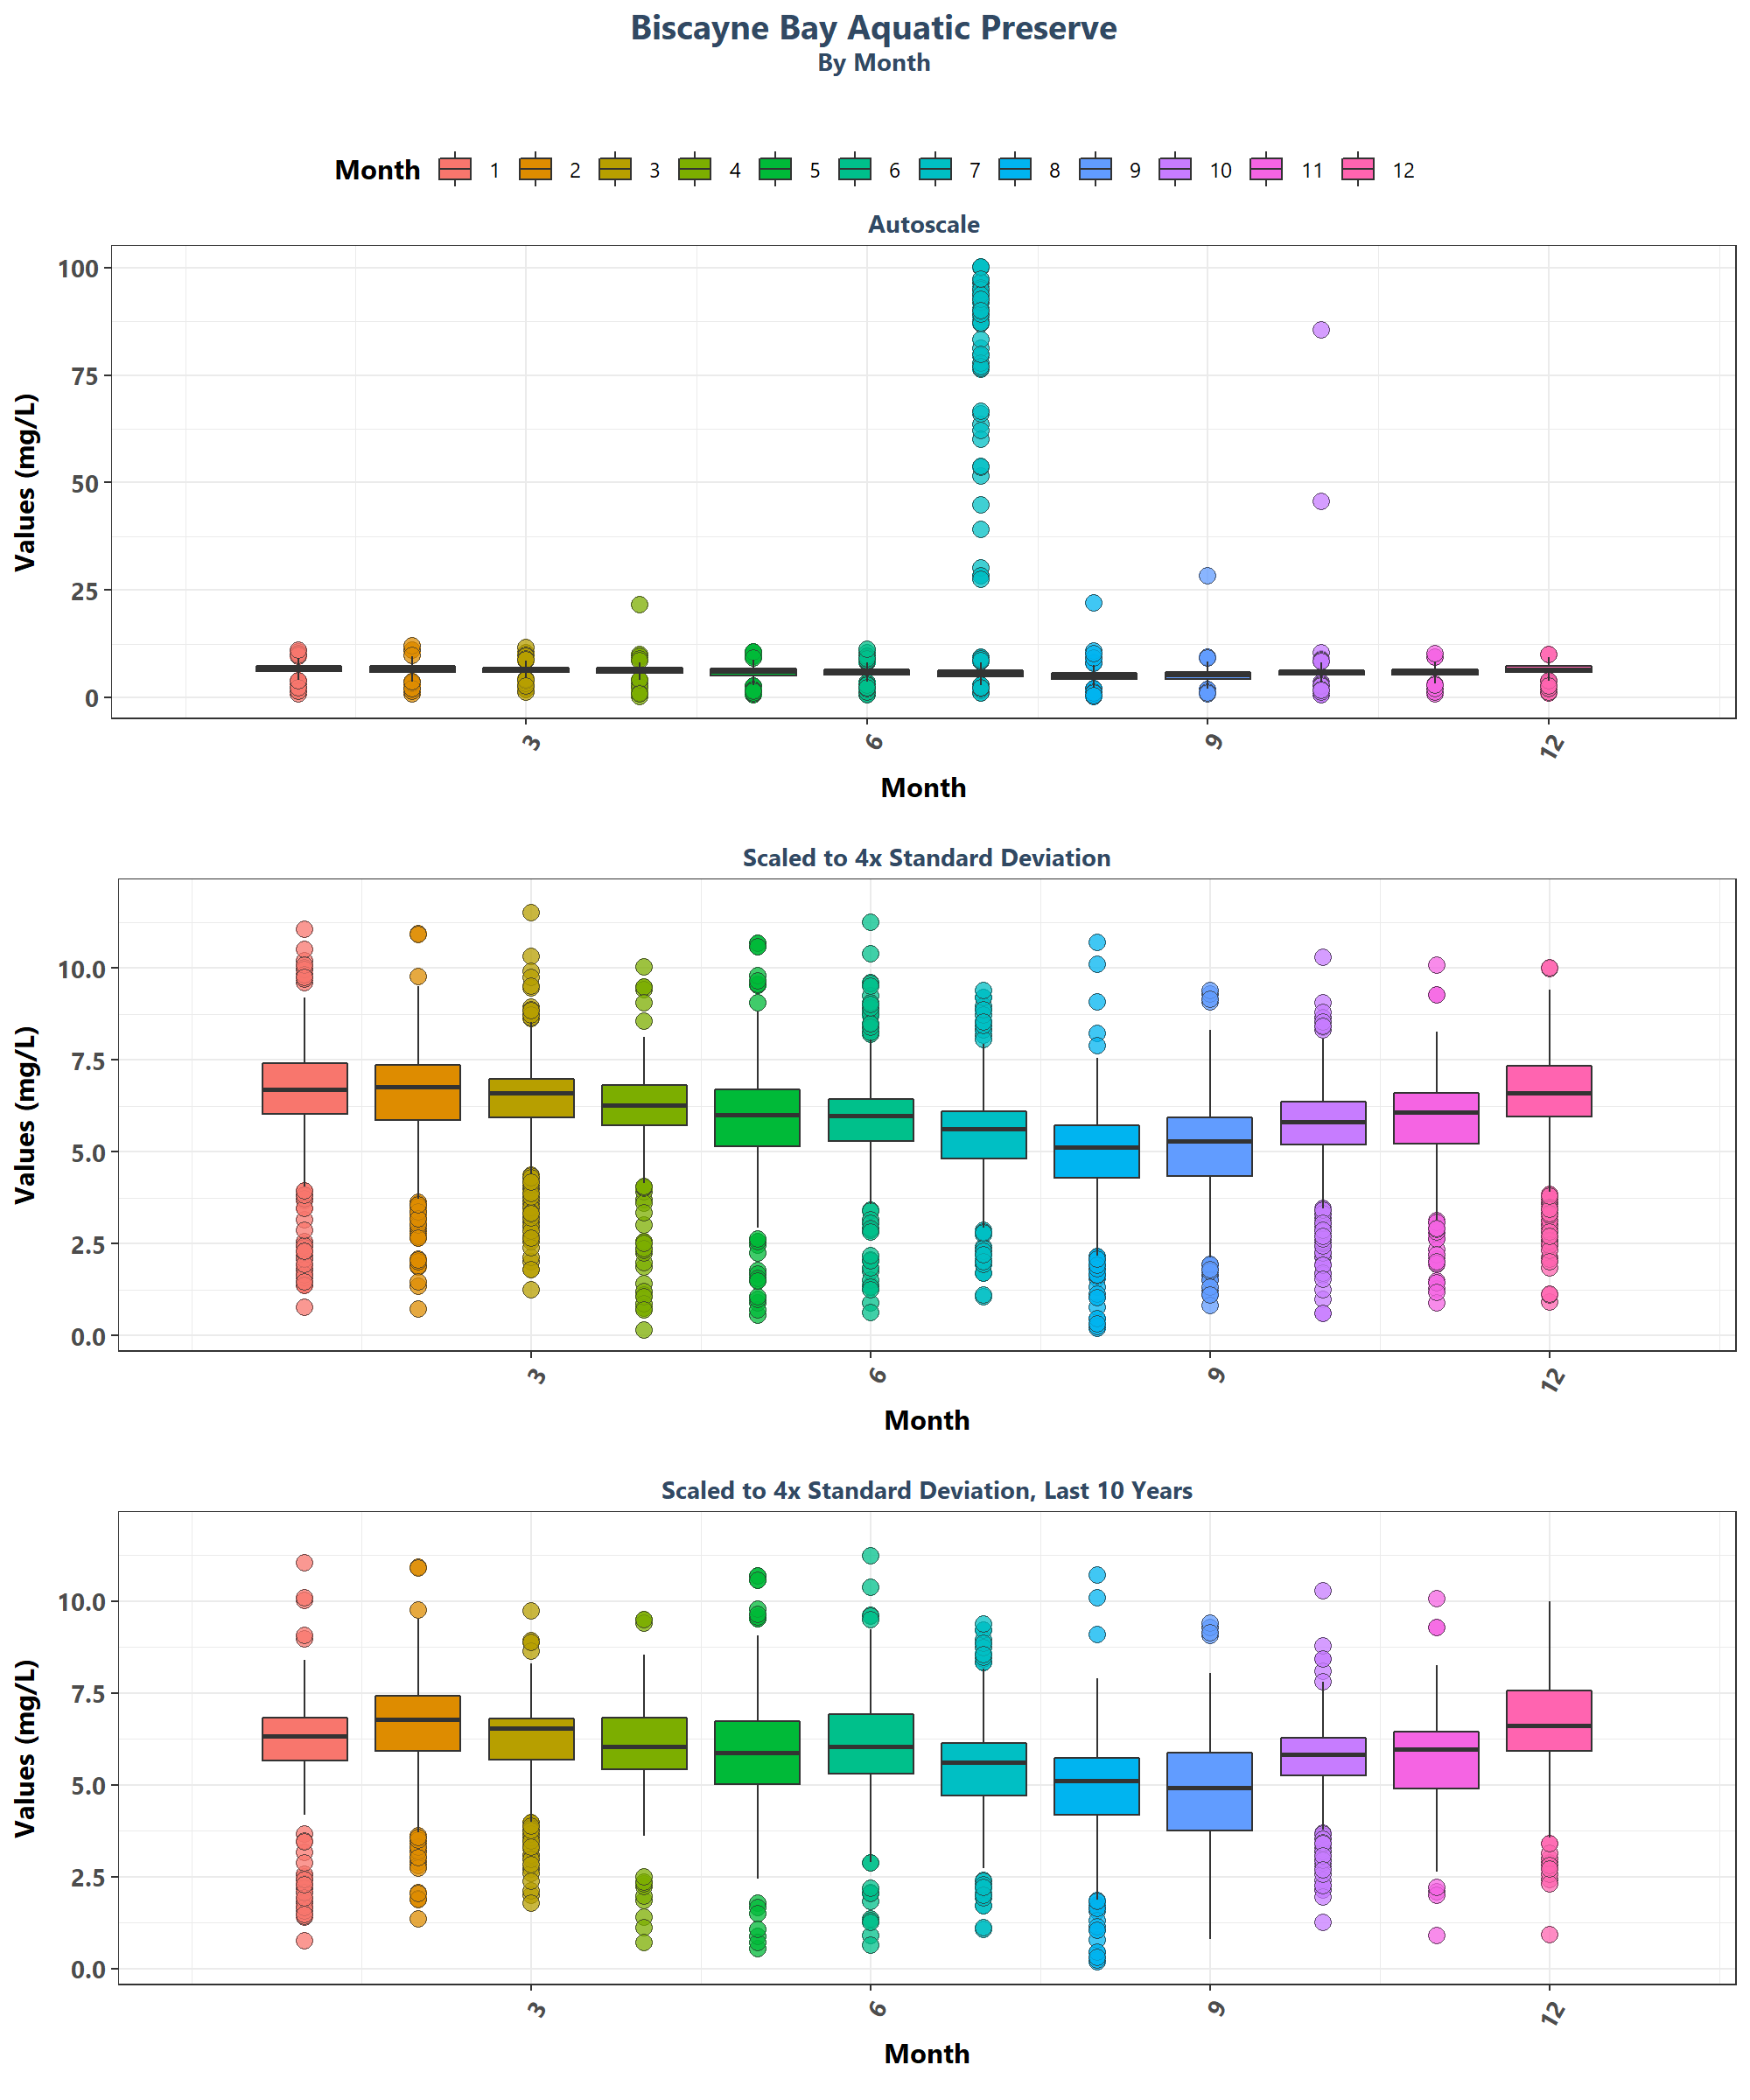 Biscayne Bay Aquatic Preserve
By Month
Month 1 2 3 4 5 6 7 8 9 10 11 12
Autoscale
Values (mg/L)
100
75
50
25
0
3 6 9 12
Month
Scaled to 4x Standard Deviation
Values (mg/L)
10.0
7.5
5.0
2.5
0.0
3 6 9 12
Month
Scaled to 4x Standard Deviation, Last 10 Years
Values (mg/L)
10.0
7.5
5.0
2.5
0.0
3 6 9 12
Month